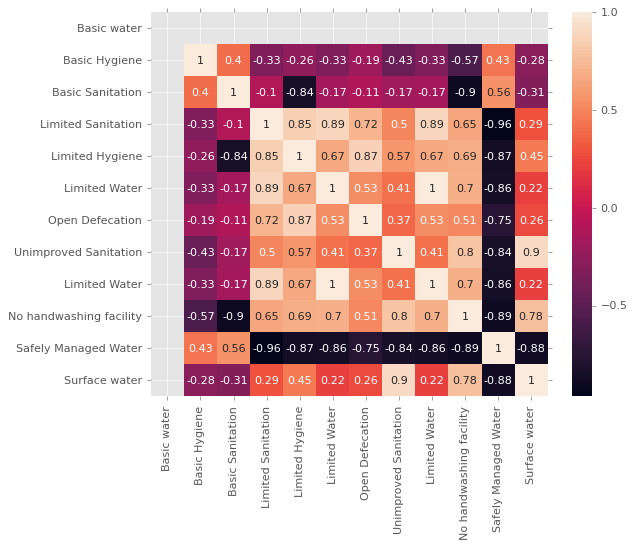 Basic water
Basic Hygiene 1 0.4 -0.33 -0.26 -0.33 -0.19 -0.43 -0.33 -0.57 0.43 -0.28
Basic Sanitation 0.4 1 -0.1 -0.84 -0.17 -0.11 -0.17 -0.17 -0.9 0.56 -0.31
Limited Sanitation -0.33 -0.1 1 0.85 0.89 0.72 0.5 0.89 0.65 -0.96 0.29
Limited Hygiene -0.26 -0.84 0.85 1 0.67 0.87 0.57 0.67 0.69 -0.87 0.45
Limited Water -0.33 -0.17 0.89 0.67 1 0.53 0.41 1 0.7 -0.86 0.22
Open Defecation -0.19 -0.11 0.72 0.87 0.53 1 0.37 0.53 0.51 -0.75 0.26
Unimproved Sanitation -0.43 -0.17 0.5 0.57 0.41 0.37 1 0.41 0.8 -0.84 0.9
Limited Water -0.33 -0.17 0.89 0.67 1 0.53 0.41 1 0.7 -0.86 0.22
No handwashing facility -0.57 -0.9 0.65 0.69 0.7 0.51 0.8 0.7 1 -0.89 0.78
Safely Managed Water 0.43 0.56 -0.96 -0.87 -0.86 -0.75 -0.84 -0.86 -0.89 1 -0.88
Surface water -0.28 -0.31 0.29 0.45 0.22 0.26 0.9 0.22 0.78 -0.88 1
Basic water
Basic Hygiene
Basic Sanitation
Limited Sanitation
Limited Hygiene
Limited Water
Open Defecation
Unimproved Sanitation
Limited Water
No handwashing facility
Safely Managed Water
Surface water
1.0
0.5
0.0
−0.5